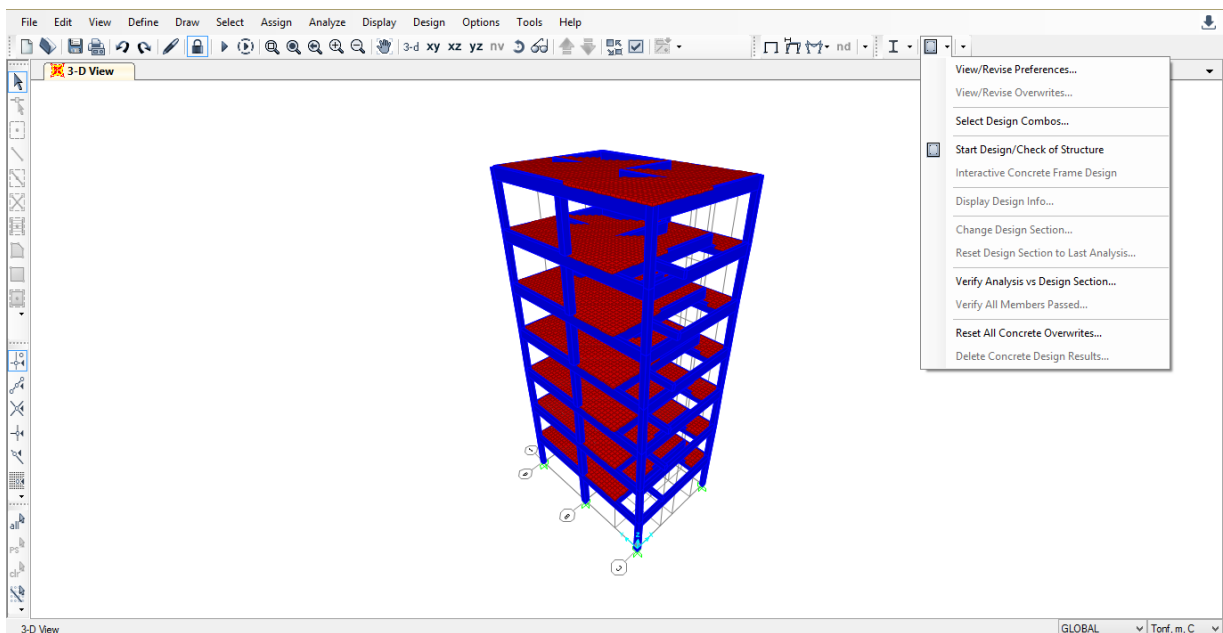 File Edit View Define Draw Select Assign Analyze Display Design Options Tools Help
3-d xy xz yz nv nd
3-D View
View/Revise Preferences...
View/Revise Overwrites...
Select Design Combos...
Start Design/Check of Structure
Interactive Concrete Frame Design
Display Design Info...
Change Design Section...
Reset Design Section to Last Analysis...
Verify Analysis vs Design Section...
Verify All Members Passed...
Reset All Concrete Overwrites...
Delete Concrete Design Results...
all
ps
clr
3-D View
GLOBAL Tonf, m, C